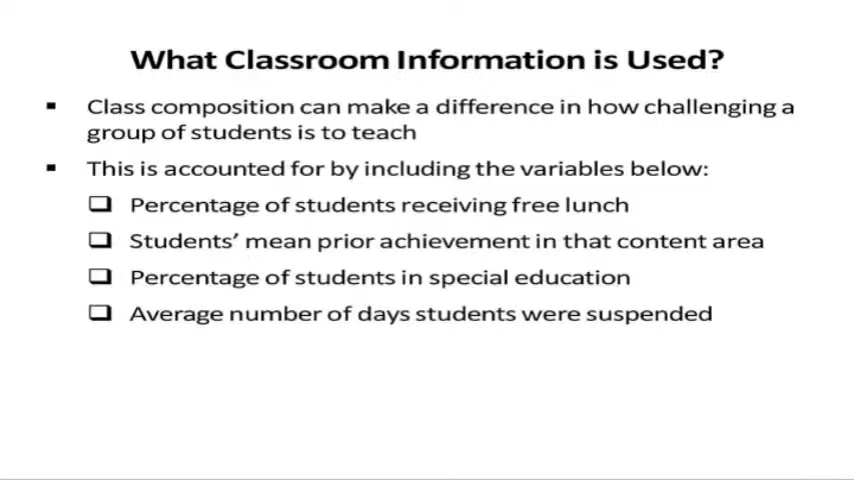 What Classroom Information is Used?
▪ Class composition can make a difference in how challenging a
group of students is to teach
▪ This is accounted for by including the variables below:
❑ Percentage of students receiving free lunch
❑ Students’ mean prior achievement in that content area
❑ Percentage of students in special education
❑ Average number of days students were suspended